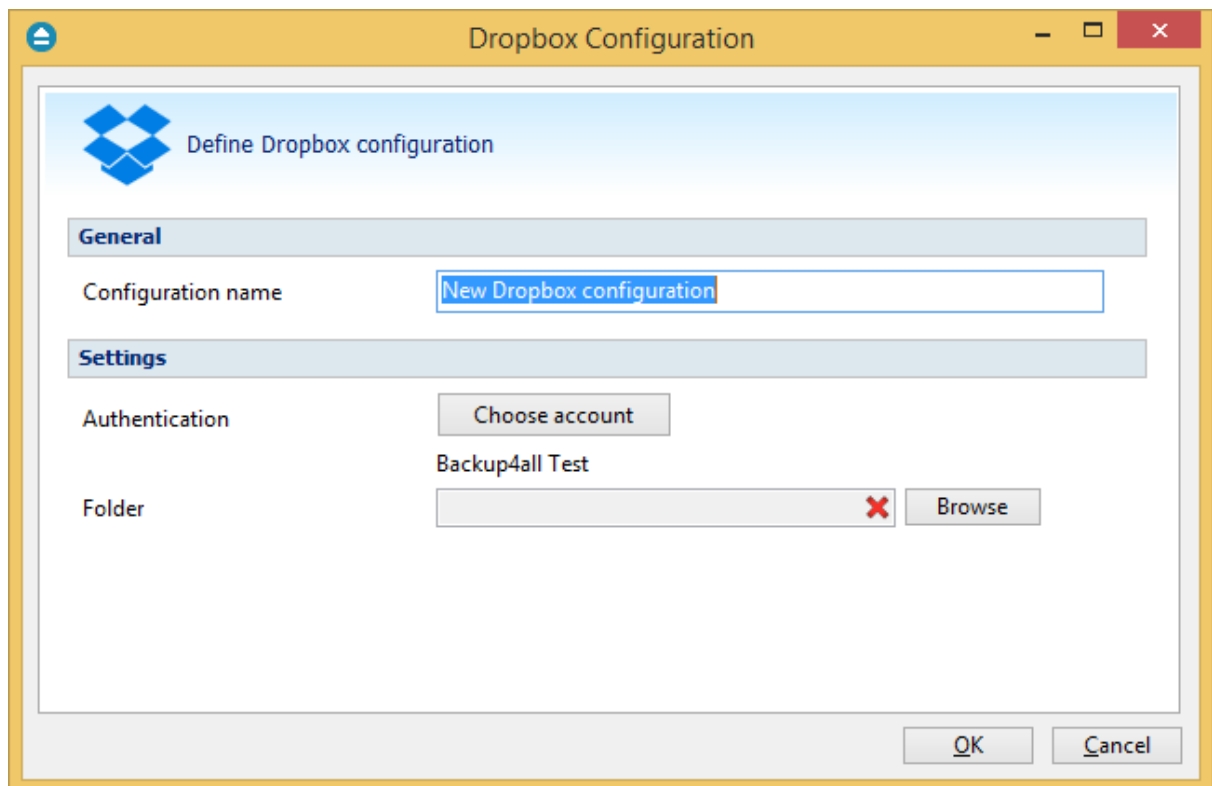 Dropbox Configuration
Define Dropbox configuration
General
Configuration name New Dropbox configuration
Settings
Authentication Choose account
Backup4all Test
Folder Browse
OK Cancel